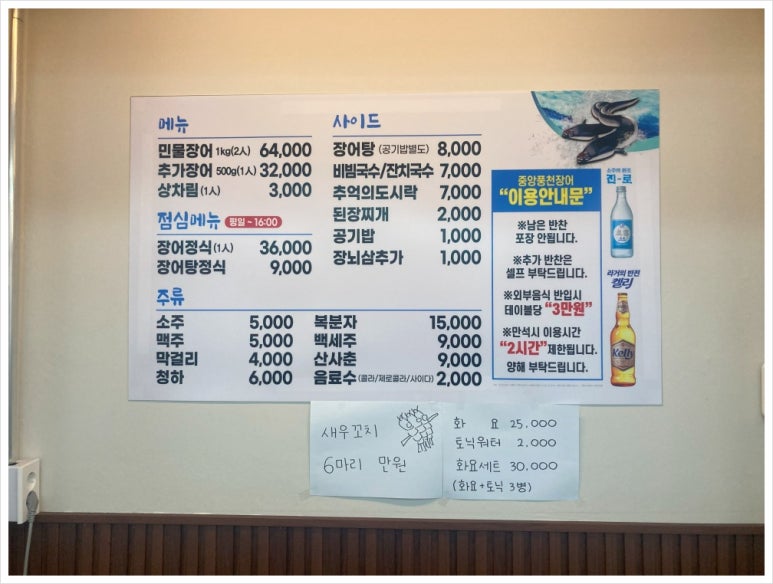 메뉴
민물장어 1kg(2人) 64,000
추가장어 500g(1人) 32,000
상차림 (1人) 3,000
점심메뉴 평일 ~ 16:00
장어정식 (1人) 36,000
장어탕정식 9,000
사이드
장어탕 (공기밥별도) 8,000
비빔국수/잔치국수 7,000
추억의도시락 7,000
된장찌개 2,000
공기밥 1,000
장뇌삼추가 1,000
주류
소주 5,000
맥주 5,000
막걸리 4,000
청하 6,000
복분자 15,000
백세주 9,000
산사춘 9,000
음료수 (콜라/제로콜라/사이다) 2,000
중앙풍천장어
“이용안내문”
※남은 반찬
포장 안됩니다.
※추가 반찬은
셀프 부탁드립니다.
※외부음식 반입시
테이블당 “3만원”
※만석시 이용시간
“2시간” 제한됩니다.
양해 부탁드립니다.
진-로
라거의 반전
켈리
Kelly
새우꼬치
6마리 만원
화 요 25.000
토닉워터 2.000
화요세트 30,000
(화요+토닉 3병)